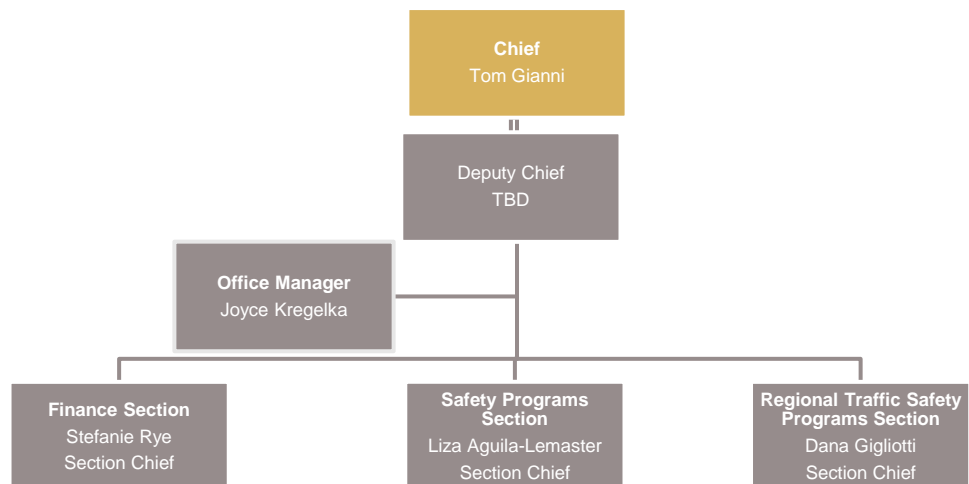 Chief
Tom Gianni
Deputy Chief
TBD
Office Manager
Joyce Kregelka
Finance Section
Stefanie Rye
Section Chief
Safety Programs
Section
Liza Aguila-Lemaster
Section Chief
Regional Traffic Safety
Programs Section
Dana Gigliotti
Section Chief